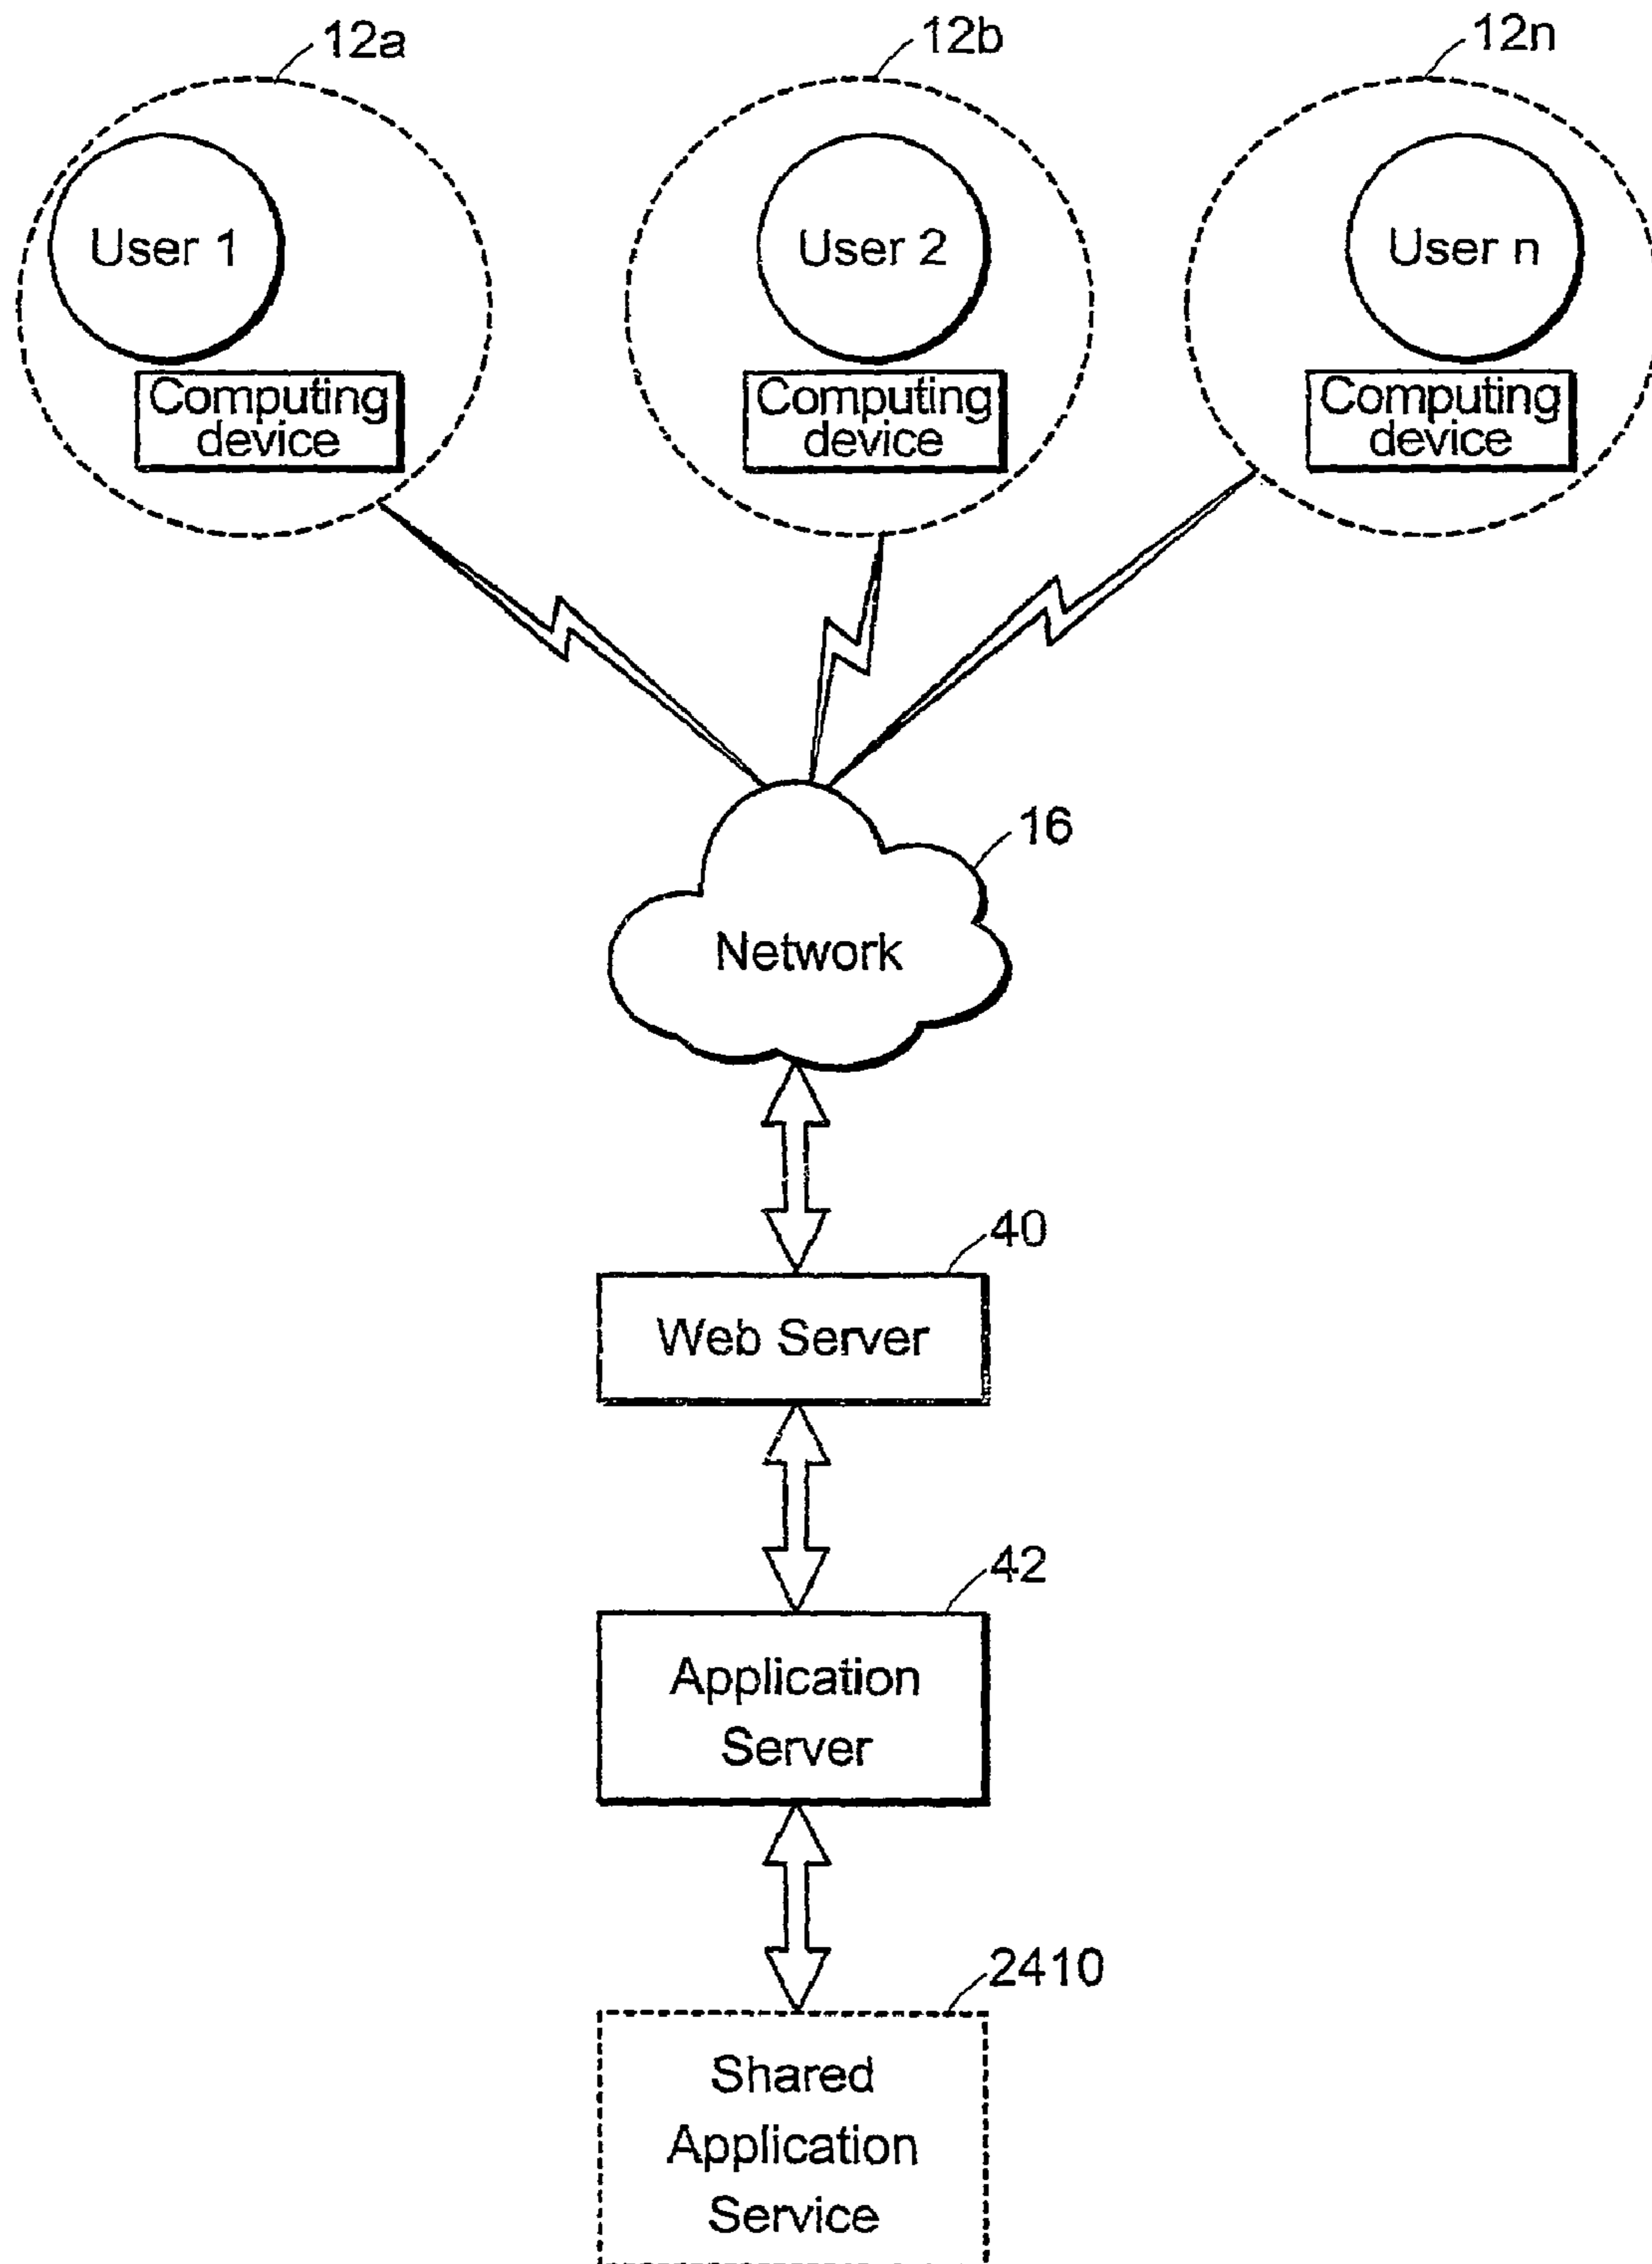 12a
12b
12n
User 1
User 2
User n
Computing
device
Computing
device
Computing
device
16
Network
40
Web Server
42
Application
Server
2410
Shared
Application
Service